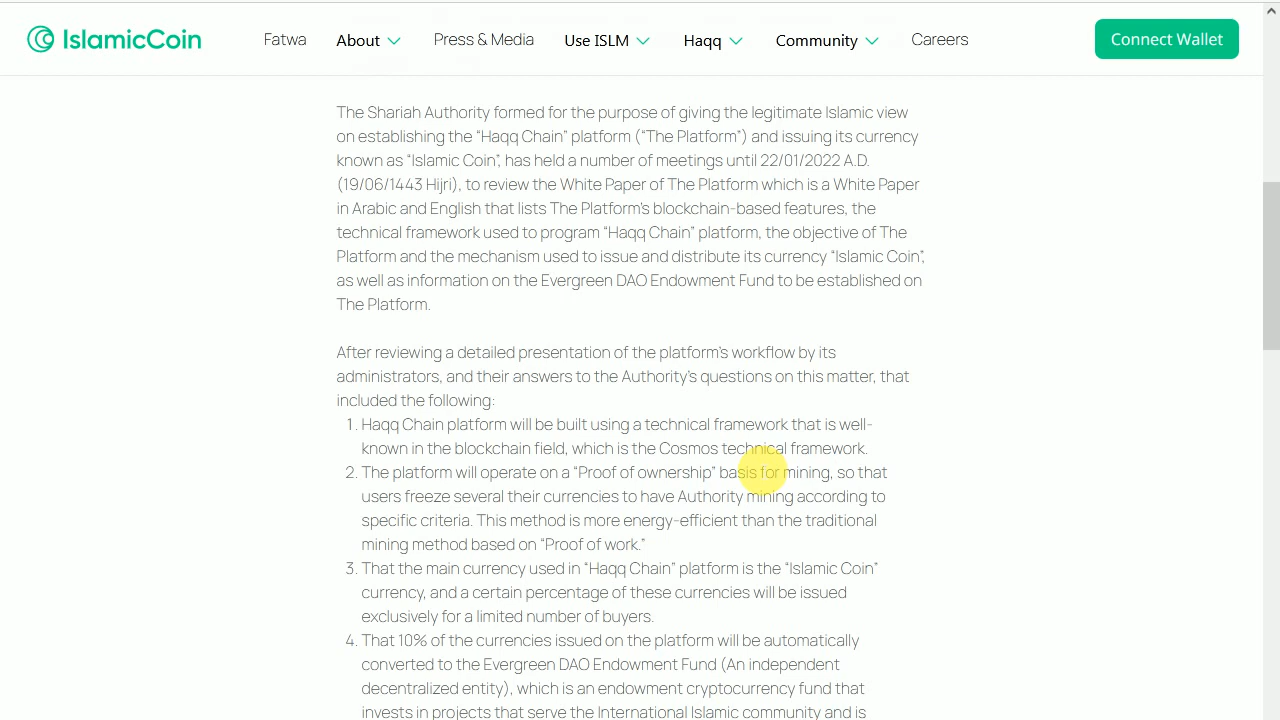 IslamicCoin Fatwa About Press & Media Use ISLM Haqq Community Careers Connect Wallet
The Shariah Authority formed for the purpose of giving the legitimate Islamic view
on establishing the “Haqq Chain” platform (“The Platform”) and issuing its currency
known as “Islamic Coin”, has held a number of meetings until 22/01/2022 A.D.
(19/06/1443 Hijri), to review the White Paper of The Platform which is a White Paper
in Arabic and English that lists The Platform’s blockchain-based features, the
technical framework used to program “Haqq Chain” platform, the objective of The
Platform and the mechanism used to issue and distribute its currency “Islamic Coin”,
as well as information on the Evergreen DAO Endowment Fund to be established on
The Platform.
After reviewing a detailed presentation of the platform’s workflow by its
administrators, and their answers to the Authority’s questions on this matter, that
included the following:
1. Haqq Chain platform will be built using a technical framework that is well-
known in the blockchain field, which is the Cosmos technical framework.
2. The platform will operate on a “Proof of ownership” basis for mining, so that
users freeze several their currencies to have Authority mining according to
specific criteria. This method is more energy-efficient than the traditional
mining method based on “Proof of work.”
3. That the main currency used in “Haqq Chain” platform is the “Islamic Coin”
currency, and a certain percentage of these currencies will be issued
exclusively for a limited number of buyers.
4. That 10% of the currencies issued on the platform will be automatically
converted to the Evergreen DAO Endowment Fund (An independent
decentralized entity), which is an endowment cryptocurrency fund that
invests in projects that serve the International Islamic community and is